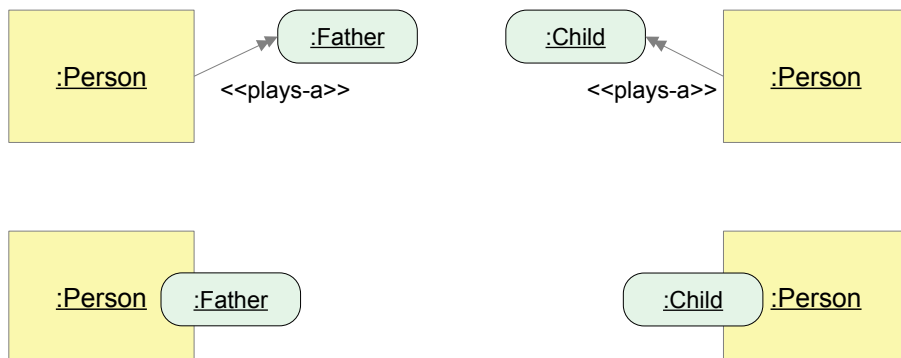 :Father
:Child
:Person
:Person
<<plays-a>>
<<plays-a>>
:Person
:Father
:Child
:Person